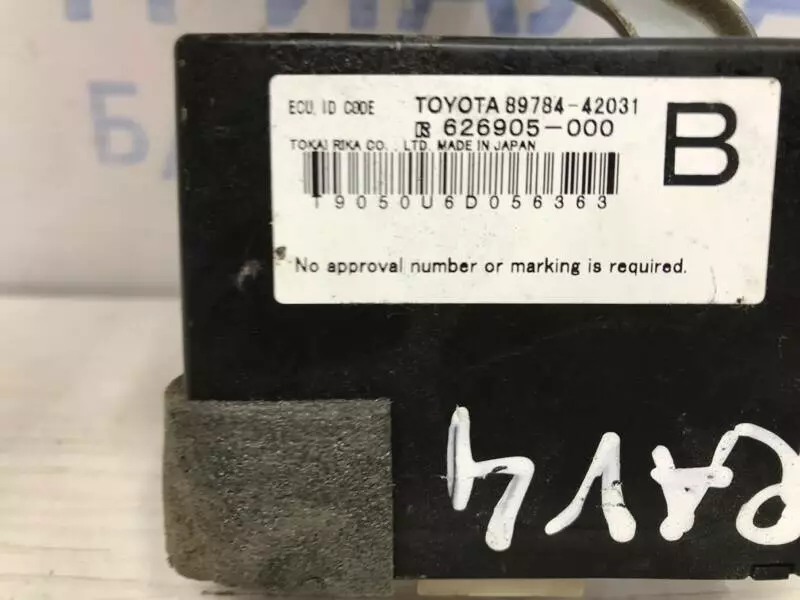 ECU, ID CODE TOYOTA 89784-42031
626905-000
B
TOKAI RIKA CO. , LTD. MADE IN JAPAN
T9050U6D056363
No approval number or marking is required.
RAV4